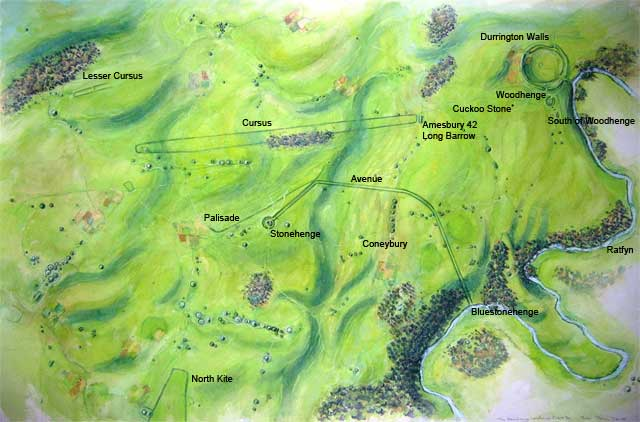 Durrington Walls
Lesser Cursus
Woodhenge
Cuckoo Stone
South of Woodhenge
Cursus
Amesbury 42
Long Barrow
Avenue
Palisade
Stonehenge
Coneybury
Ratfyn
Bluestonehenge
North Kite